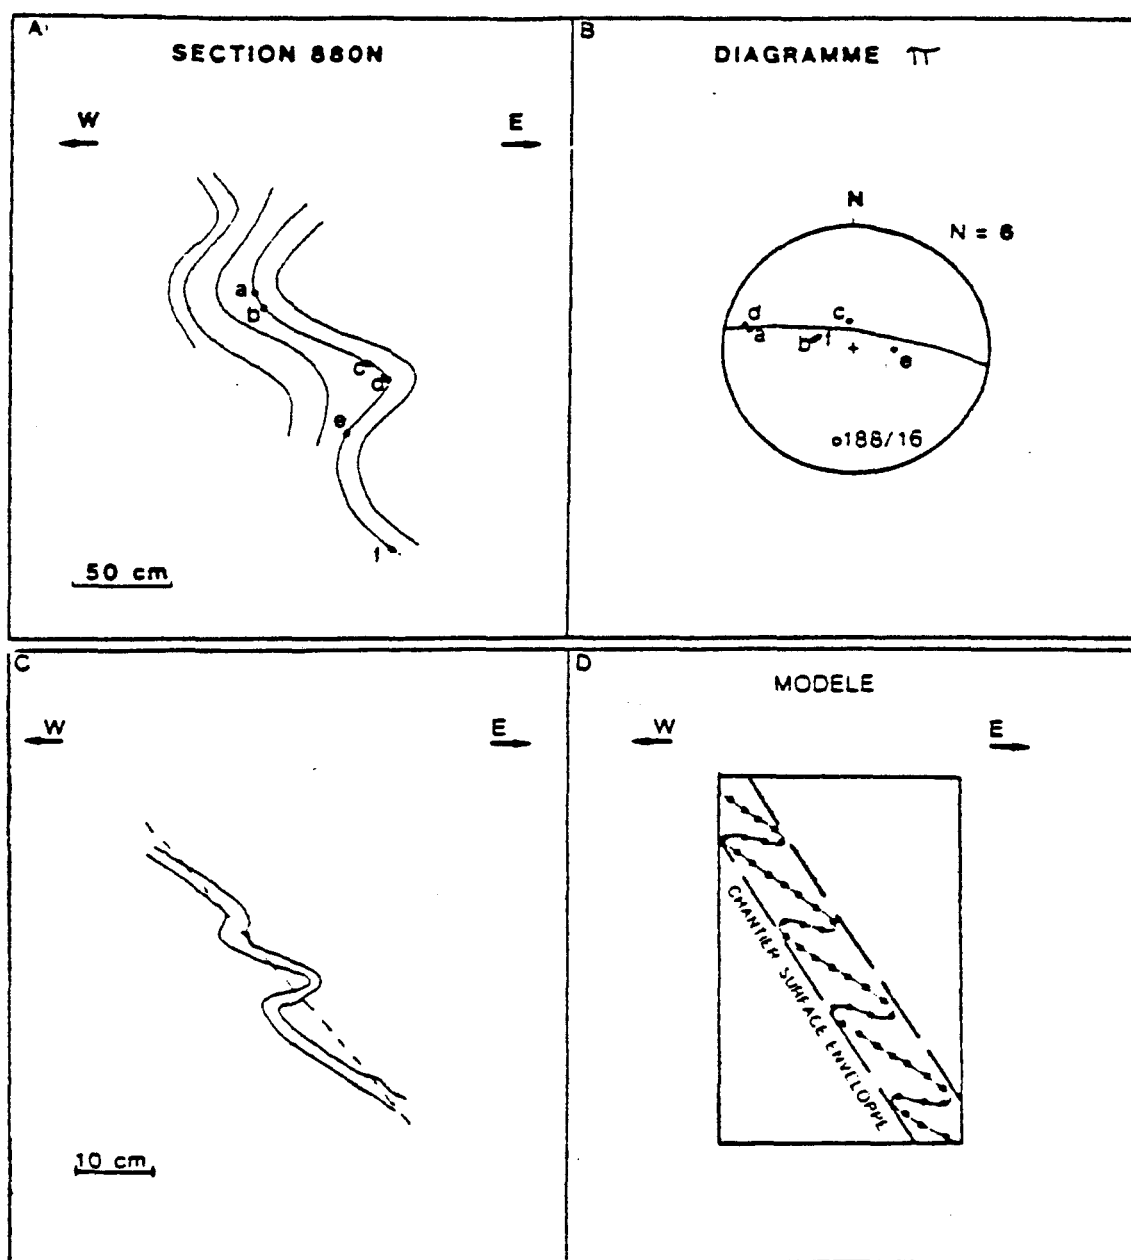 A
SECTION 880N
W
E
a
b
c
d
e
f
50 cm
B
DIAGRAMME π
N
N = 6
d
a
c
b
f
e
188/16
C
W
E
10 cm
D
MODELE
W
E
CHANTIER SURFACE ENVELOPPE